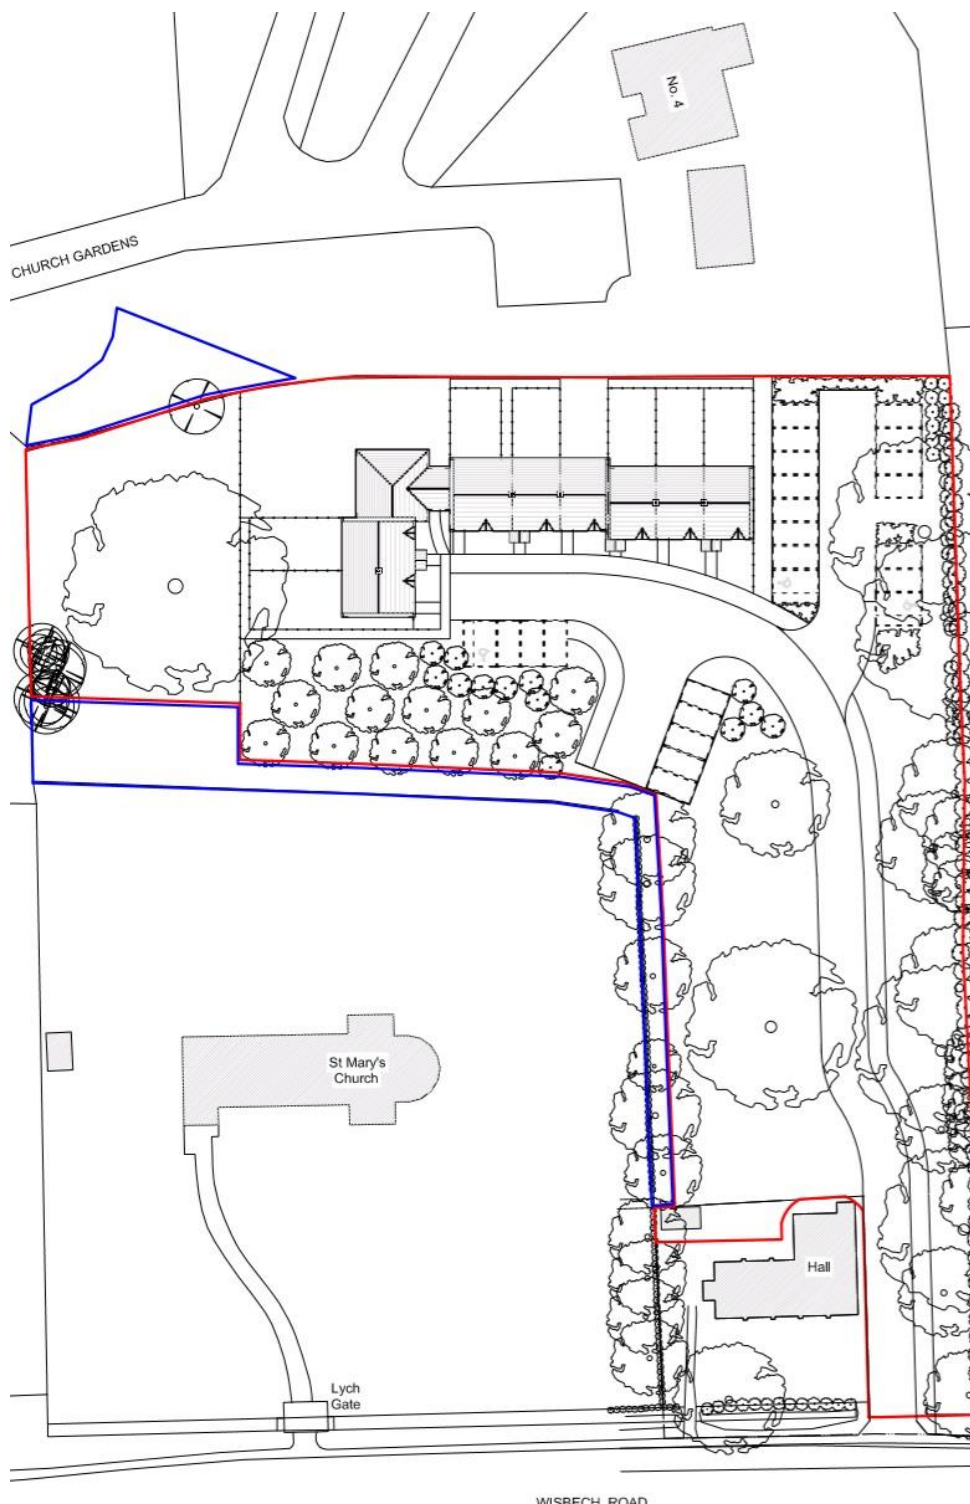 No. 4
CHURCH GARDENS
St Mary's
Church
Hall
Lych
Gate
WISBECH ROAD